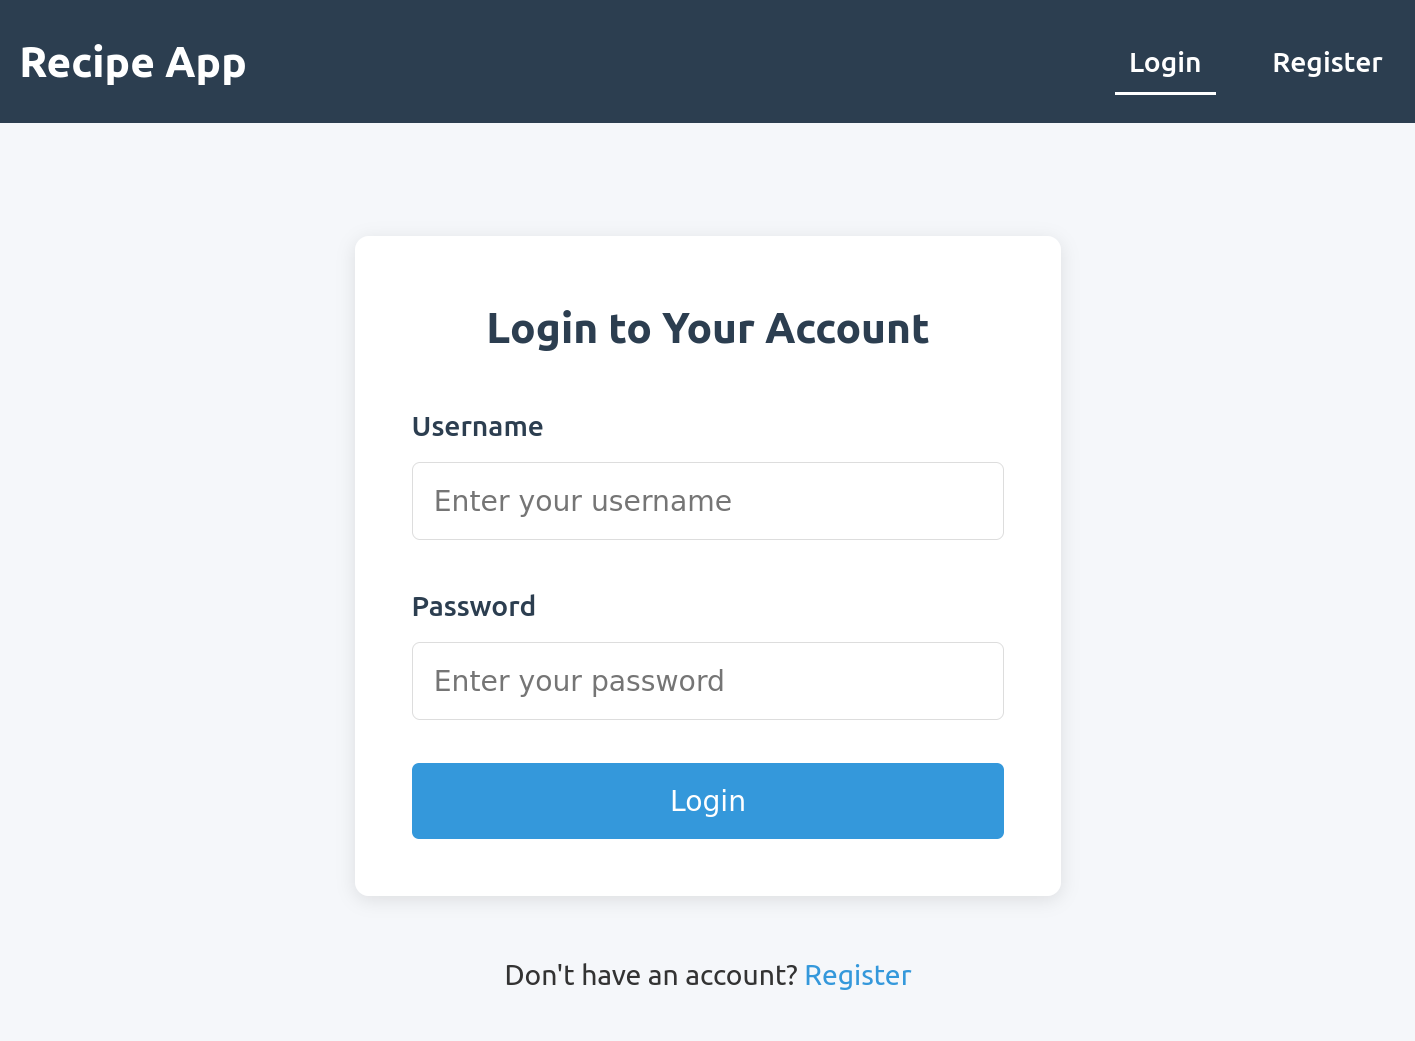 Recipe App
Login
Register
Login to Your Account
Username
Enter your username
Password
Enter your password
Login
Don't have an account? Register